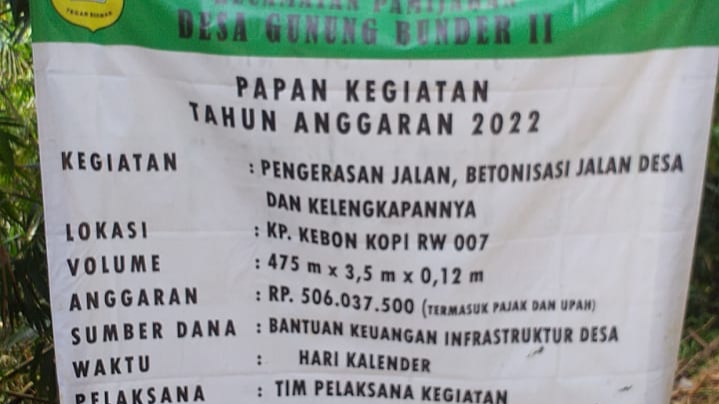 KECAMATAN PAMIJAHAN
DESA GUNUNG BUNDER II
PAPAN KEGIATAN
TAHUN ANGGARAN 2022
KEGIATAN : PENGERASAN JALAN, BETONISASI JALAN DESA
DAN KELENGKAPANNYA
LOKASI : KP. KEBON KOPI RW 007
VOLUME : 475 m x 3,5 m x 0,12 m
ANGGARAN : RP. 506.037.500 (TERMASUK PAJAK DAN UPAH)
SUMBER DANA : BANTUAN KEUANGAN INFRASTRUKTUR DESA
WAKTU : HARI KALENDER
PELAKSANA : TIM PELAKSANA KEGIATAN